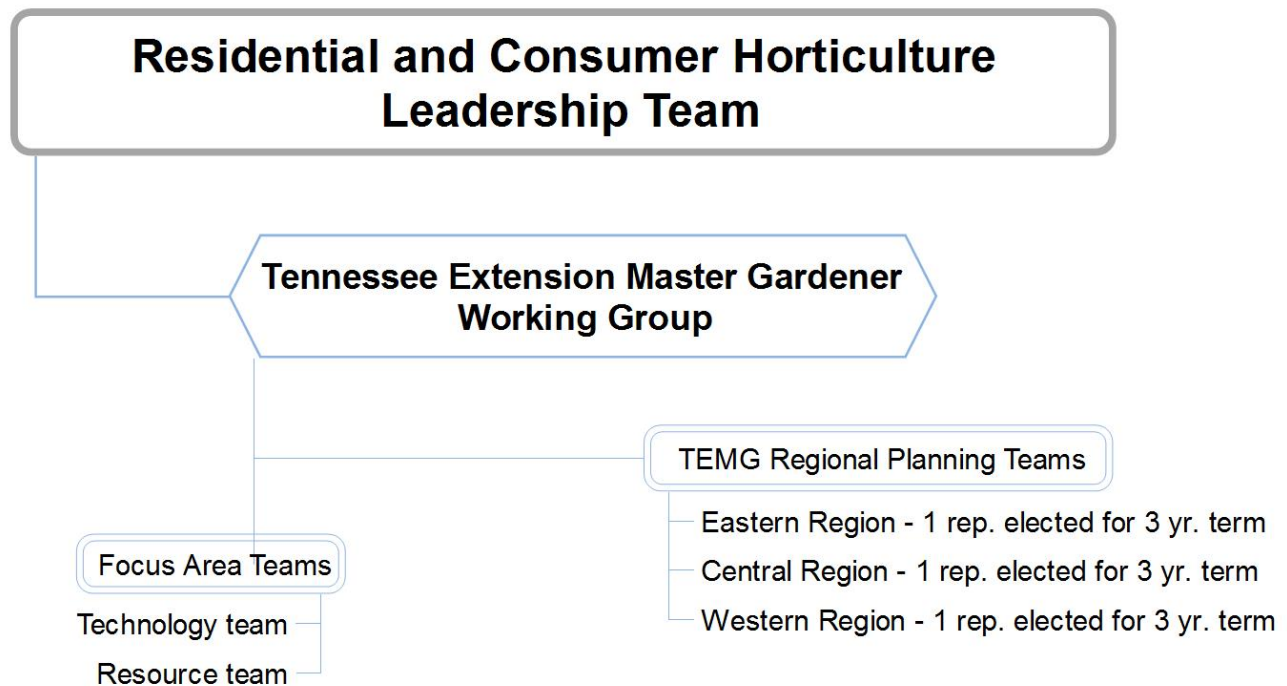 Residential and Consumer Horticulture
Leadership Team
Tennessee Extension Master Gardener
Working Group
TEMG Regional Planning Teams
Eastern Region - 1 rep. elected for 3 yr. term
Central Region - 1 rep. elected for 3 yr. term
Western Region - 1 rep. elected for 3 yr. term
Focus Area Teams
Technology team
Resource team